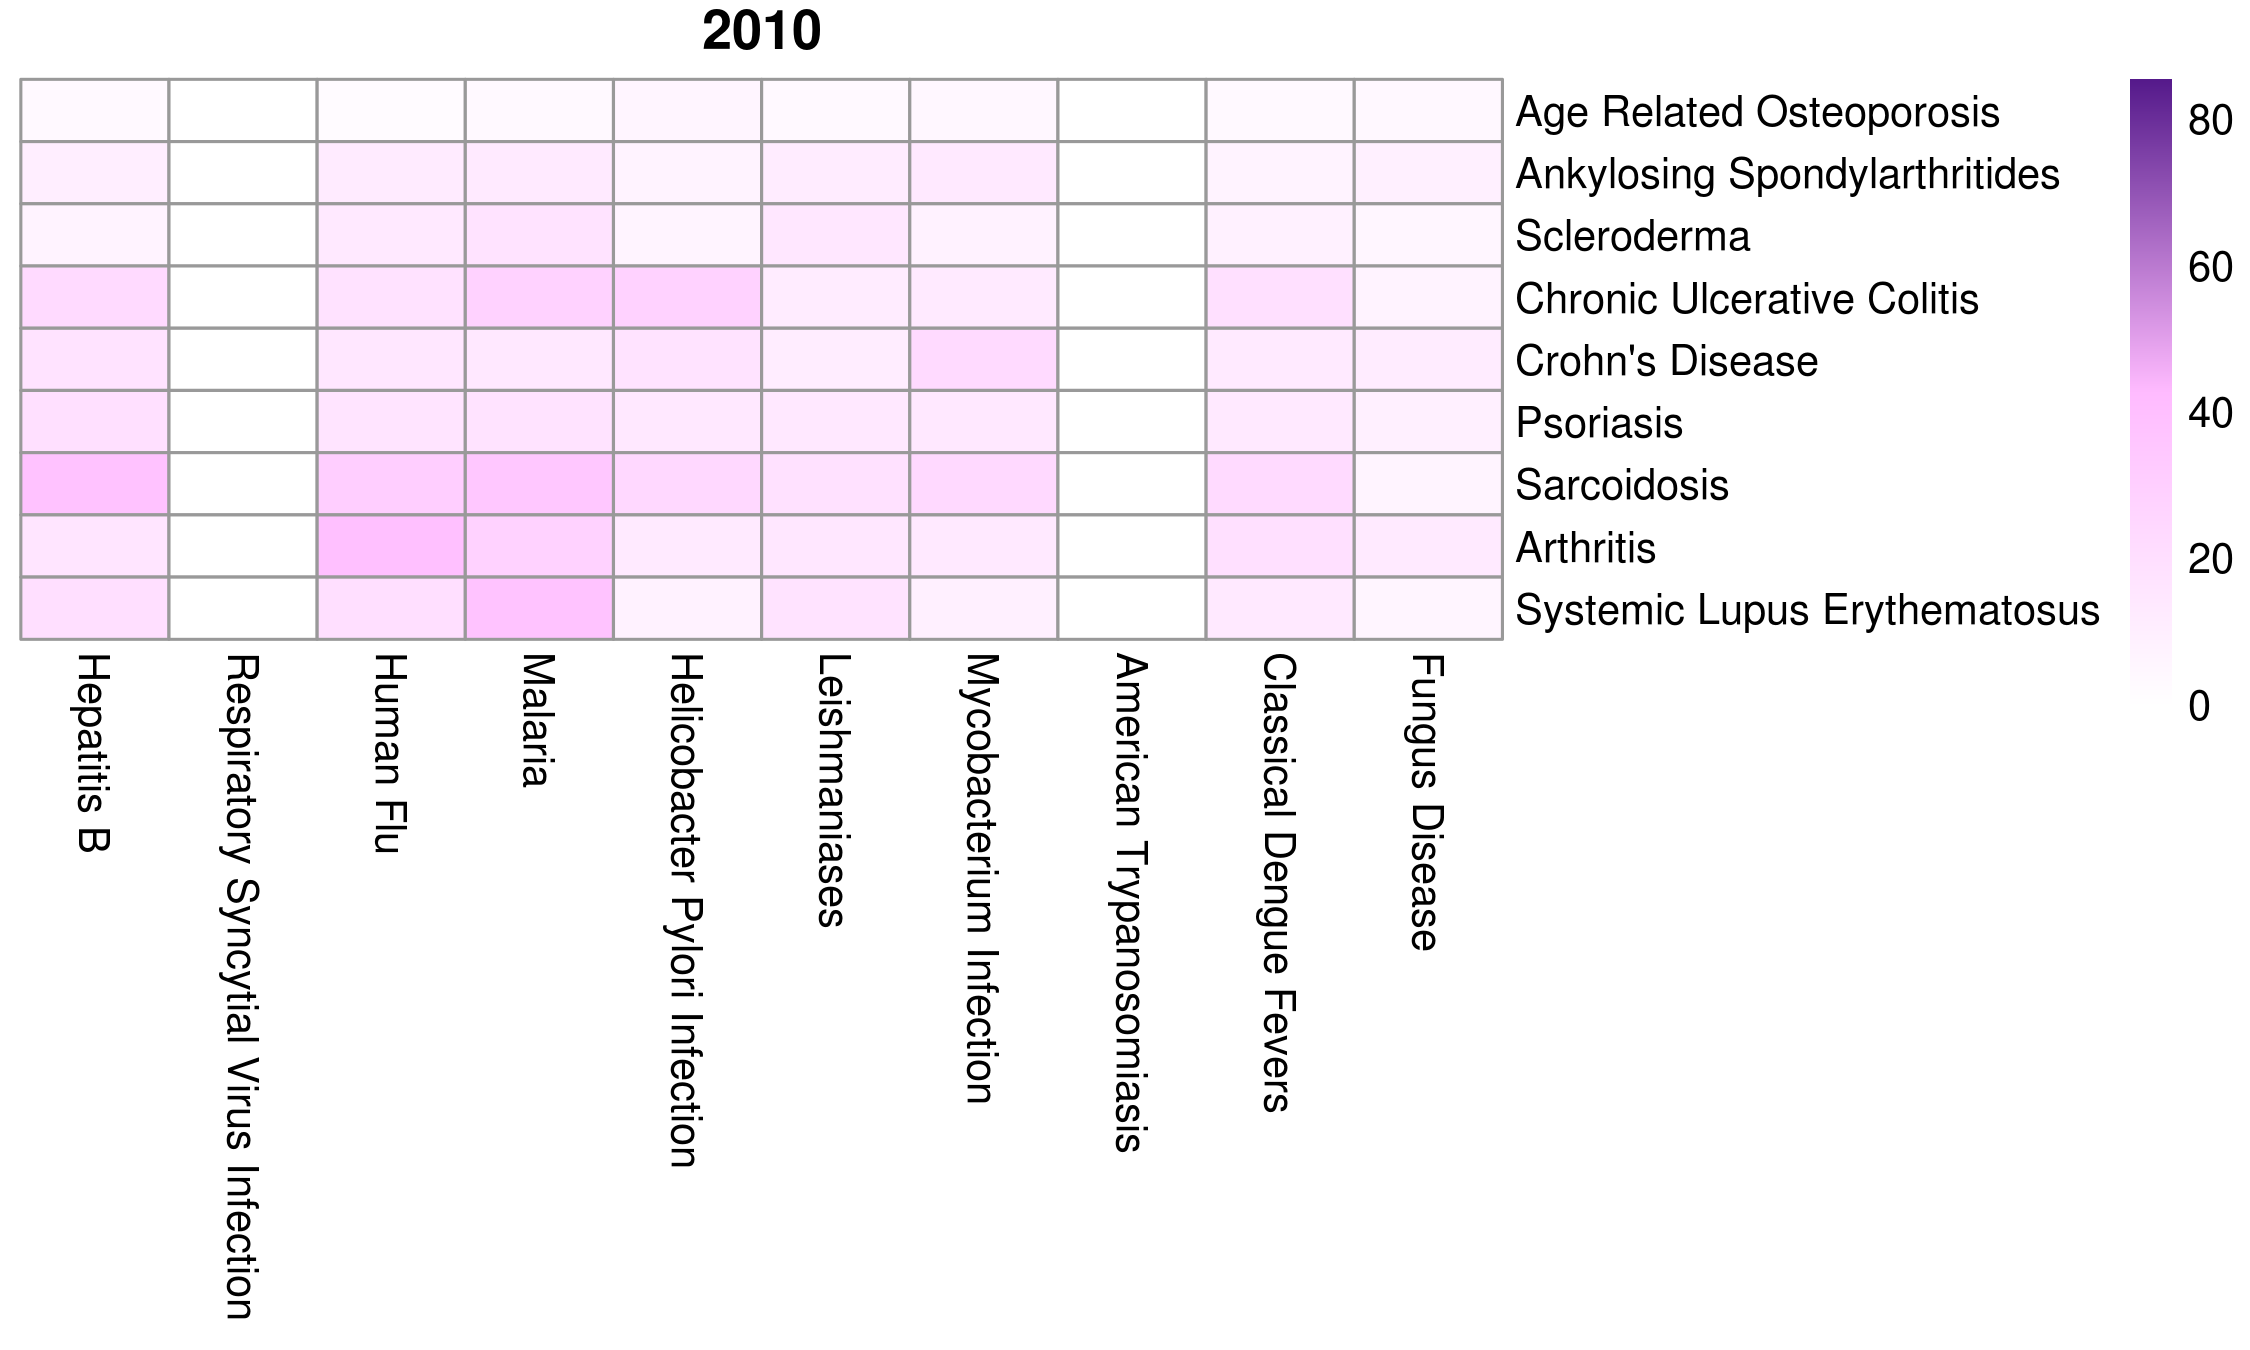 2010
Age Related Osteoporosis
Ankylosing Spondylarthritides
Scleroderma
Chronic Ulcerative Colitis
Crohn's Disease
Psoriasis
Sarcoidosis
Arthritis
Systemic Lupus Erythematosus
80
60
40
20
0
Hepatitis B
Respiratory Syncytial Virus Infection
Human Flu
Malaria
Helicobacter Pylori Infection
Leishmaniases
Mycobacterium Infection
American Trypanosomiasis
Classical Dengue Fevers
Fungus Disease